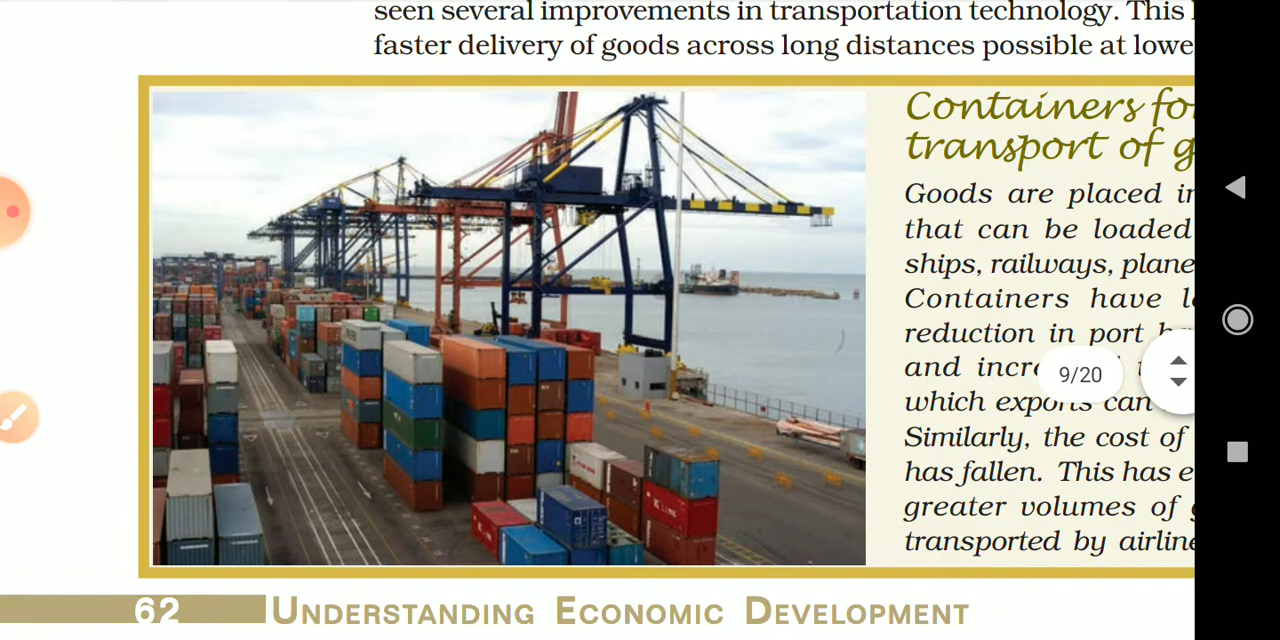 seen several improvements in transportation technology. This
faster delivery of goods across long distances possible at lowe
Containers fo
transport of g
Goods are placed in
that can be loaded
ships, railways, plane
Containers have l
reduction in port
and incre
9/20
which exports can
Similarly, the cost of
has fallen. This has e
greater volumes of
transported by airline
K LINE
62 UNDERSTANDING ECONOMIC DEVELOPMENT